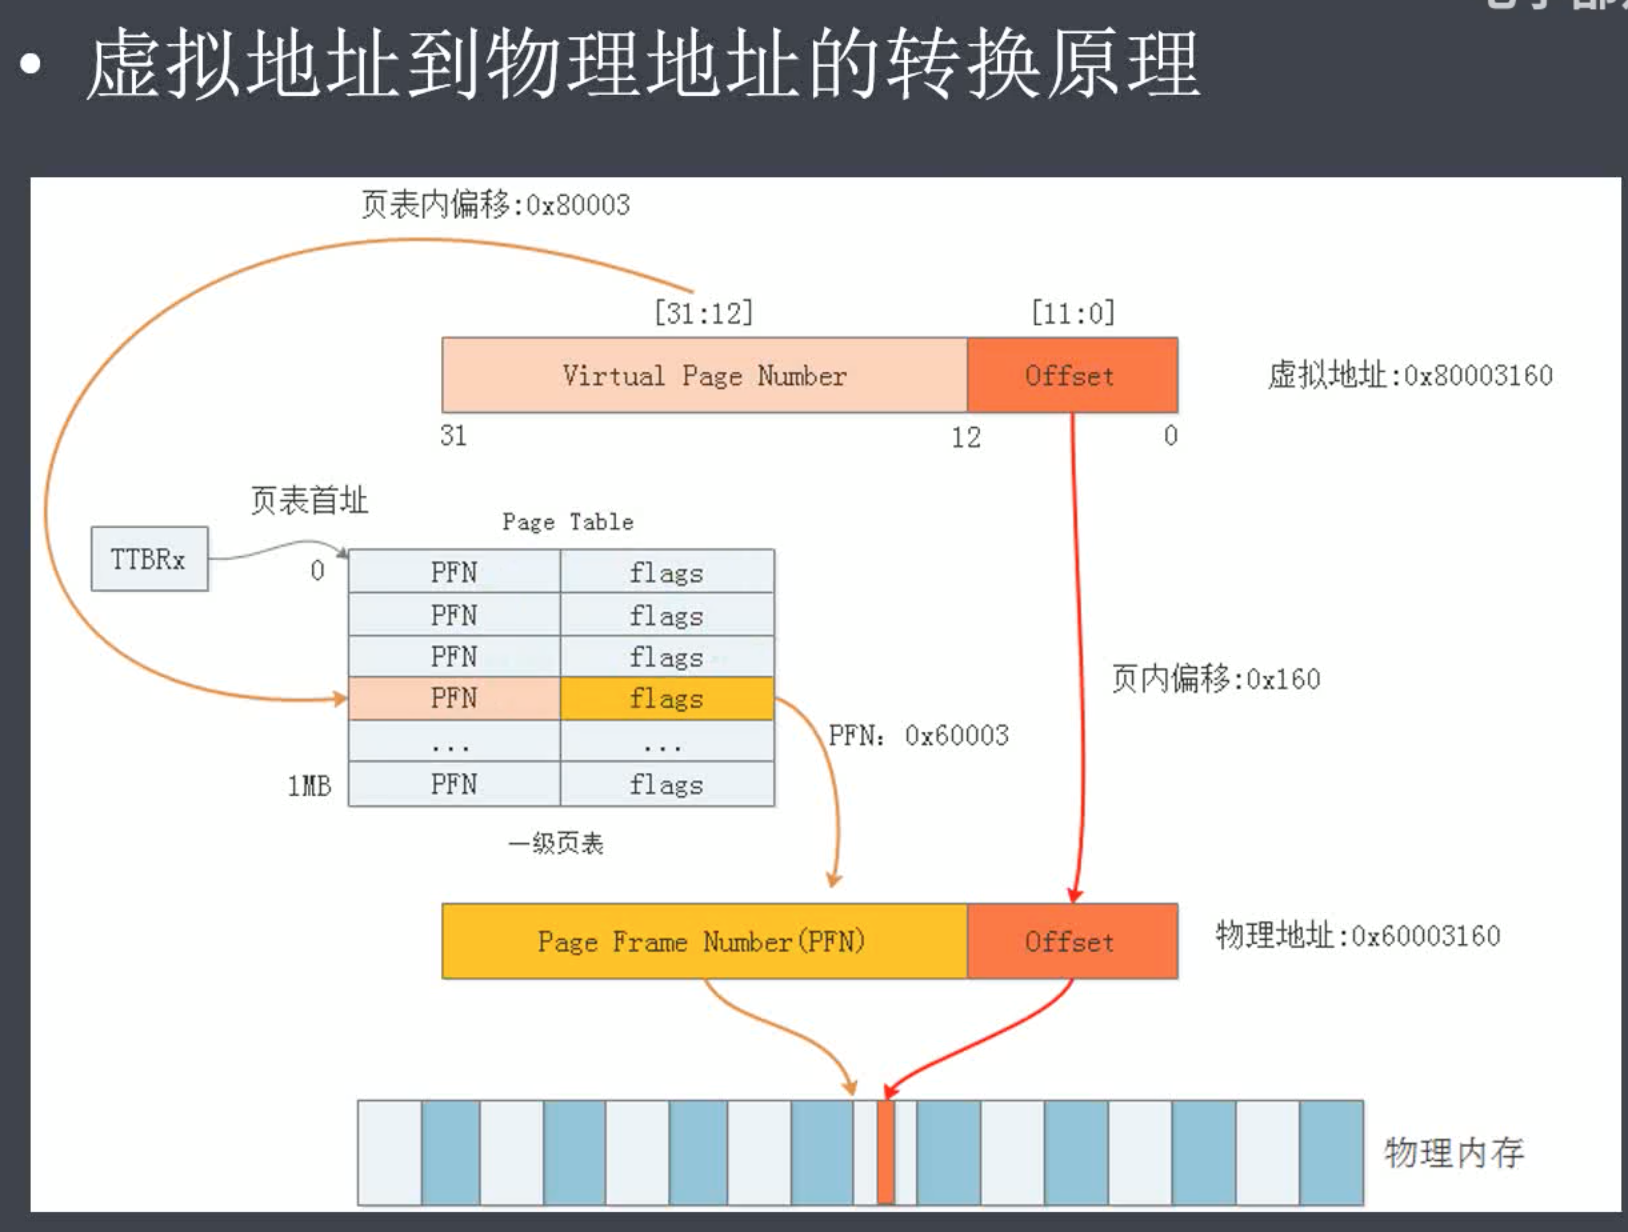 • 虚拟地址到物理地址的转换原理
页表内偏移:0x80003
[31:12] [11:0]
Virtual Page Number Offset 虚拟地址:0x80003160
31 12 0
页表首址
Page Table
TTBRx
0 PFN flags
PFN flags
PFN flags
PFN flags
页内偏移:0x160
PFN: 0x60003
... ...
1MB PFN flags
一级页表
Page Frame Number(PFN) Offset 物理地址:0x60003160
物理内存